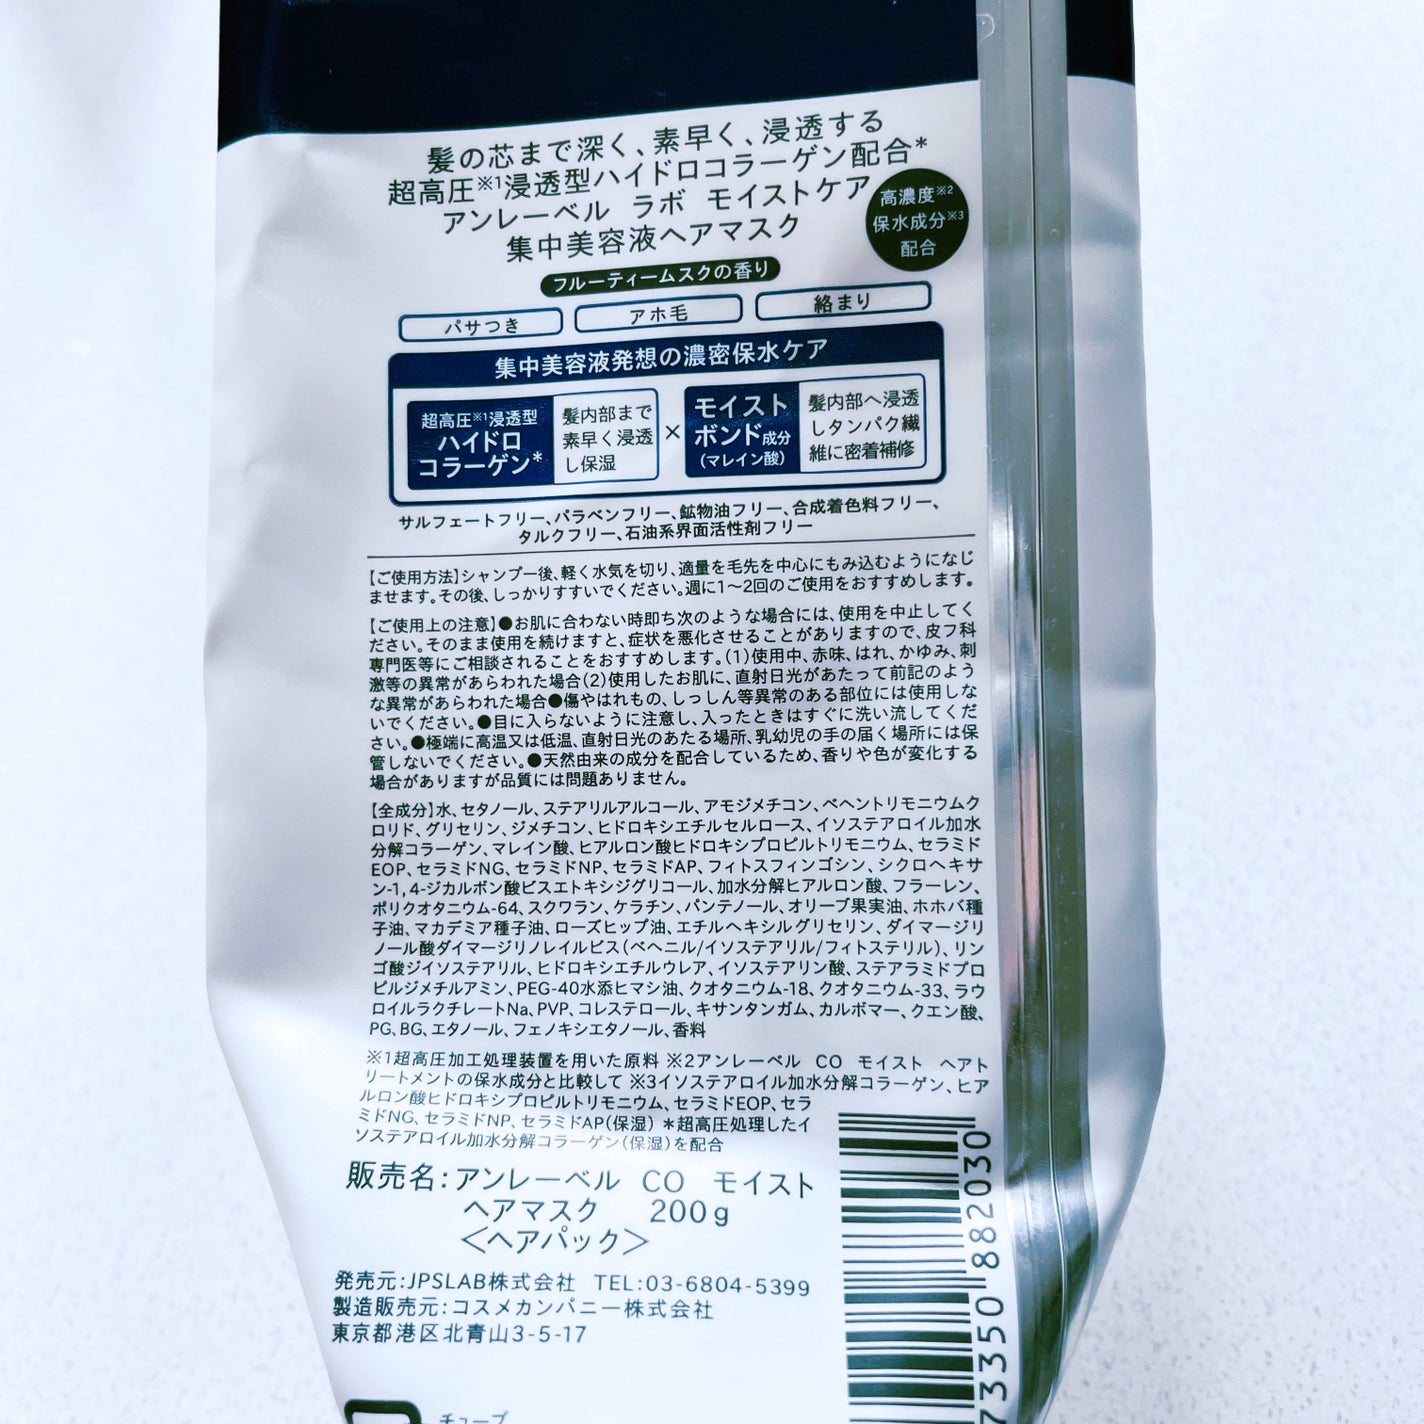 髪の芯まで深く、素早く、浸透する
超高圧※1浸透型ハイドロコラーゲン配合*
アンレーベル ラボ モイストケア
集中美容液ヘアマスク
高濃度※2
保水成分※3
配合
フルーティームスクの香り
パサつき アホ毛 絡まり
集中美容液発想の濃密保水ケア
超高圧※1浸透型
ハイドロ
コラーゲン*
髪内部まで
素早く浸透
し保湿
×
モイスト
ボンド成分
(マレイン酸)
髪内部へ浸透
しタンパク繊
維に密着補修
サルフェートフリー、パラベンフリー、鉱物油フリー、合成着色料フリー、
タルクフリー、石油系界面活性剤フリー
【ご使用方法】シャンプー後、軽く水気を切り、適量を毛先を中心にもみ込むようになじ
ませます。その後、しっかりすすいでください。週に1〜2回のご使用をおすすめします。
【ご使用上の注意】●お肌に合わない時即ち次のような場合には、使用を中止してく
ださい。そのまま使用を続けますと、症状を悪化させることがありますので、皮フ科
専門医等にご相談されることをおすすめします。(1)使用中、赤味、はれ、かゆみ、刺
激等の異常があらわれた場合(2)使用したお肌に、直射日光があたって前記のよう
な異常があらわれた場合●傷やはれもの、しっしん等異常のある部位には使用しな
いでください。●目に入らないように注意し、入ったときはすぐに洗い流してくだ
さい。●極端に高温又は低温、直射日光のあたる場所、乳幼児の手の届く場所には保
管しないでください。●天然由来の成分を配合しているため、香りや色が変化する
場合がありますが品質には問題ありません。
【全成分】水、セタノール、ステアリルアルコール、アモジメチコン、ベヘントリモニウムク
ロリド、グリセリン、ジメチコン、ヒドロキシエチルセルロース、イソステアロイル加水
分解コラーゲン、マレイン酸、ヒアルロン酸ヒドロキシプロピルトリモニウム、セラミド
EOP、セラミドNG、セラミドNP、セラミドAP、フィトスフィンゴシン、シクロヘキサ
ン-1,4-ジカルボン酸ビスエトキシジグリコール、加水分解ヒアルロン酸、フラーレン、
ポリクオタニウム-64、スクワラン、ケラチン、パンテノール、オリーブ果実油、ホホバ種
子油、マカデミア種子油、ローズヒップ油、エチルヘキシルグリセリン、ダイマージリ
ノール酸ダイマージリノレイルビス(ベヘニル/イソステアリル/フィトステリル)、リン
ゴ酸ジイソステアリル、ヒドロキシエチルウレア、イソステアリン酸、ステアラミドプロ
ピルジメチルアミン、PEG-40水添ヒマシ油、クオタニウム-18、クオタニウム-33、ラウ
ロイルラクチレートNa、PVP、コレステロール、キサンタンガム、カルボマー、クエン酸、
PG、BG、エタノール、フェノキシエタノール、香料
※1超高圧加工処理装置を用いた原料 ※2アンレーベル CO モイスト ヘアト
リートメントの保水成分と比較して ※3イソステアロイル加水分解コラーゲン、ヒア
ルロン酸ヒドロキシプロピルトリモニウム、セラミドEOP、セラ
ミドNG、セラミドNP、セラミドAP(保湿) *超高圧処理したイ
ソステアロイル加水分解コラーゲン(保湿)を配合
販売名:アンレーベル CO モイスト
ヘアマスク 200g
<ヘアパック>
発売元:JPSLAB株式会社 TEL:03-6804-5399
製造販売元:コスメカンパニー株式会社
東京都港区北青山3-5-17
73350 882030
チューブ